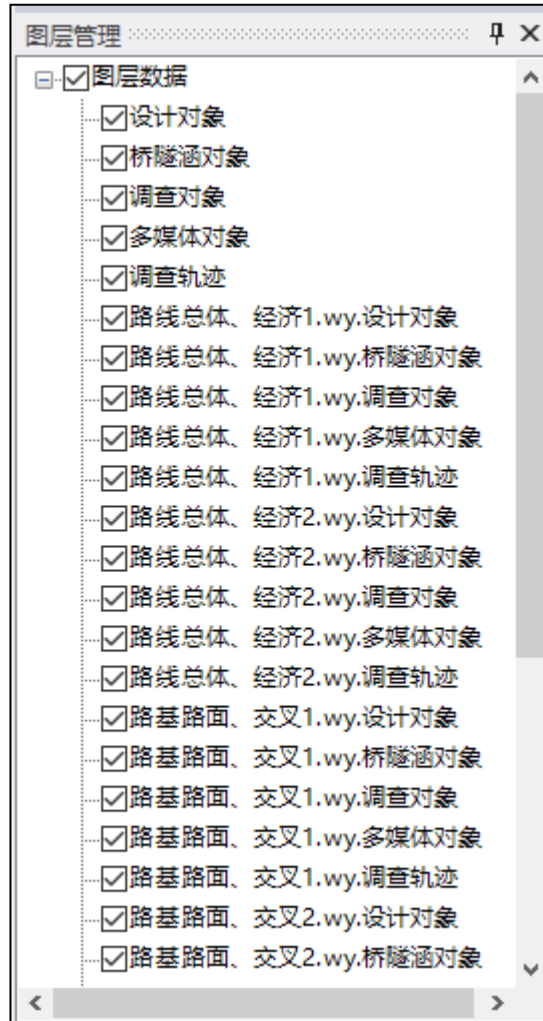 图层管理
图层数据
设计对象
桥隧涵对象
调查对象
多媒体对象
调查轨迹
路线总体、经济1.wy.设计对象
路线总体、经济1.wy.桥隧涵对象
路线总体、经济1.wy.调查对象
路线总体、经济1.wy.多媒体对象
路线总体、经济1.wy.调查轨迹
路线总体、经济2.wy.设计对象
路线总体、经济2.wy.桥隧涵对象
路线总体、经济2.wy.调查对象
路线总体、经济2.wy.多媒体对象
路线总体、经济2.wy.调查轨迹
路基路面、交叉1.wy.设计对象
路基路面、交叉1.wy.桥隧涵对象
路基路面、交叉1.wy.调查对象
路基路面、交叉1.wy.多媒体对象
路基路面、交叉1.wy.调查轨迹
路基路面、交叉2.wy.设计对象
路基路面、交叉2.wy.桥隧涵对象